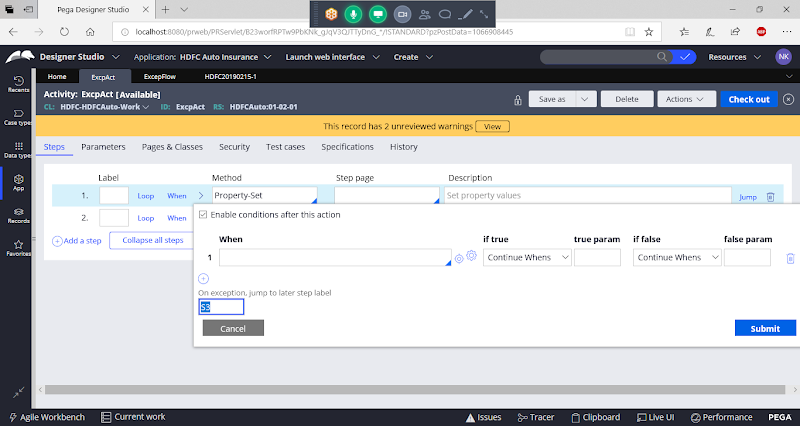 Pega Designer Studio
localhost:8080/prweb/PRServlet/
Designer Studio Application: HDFC Auto Insurance Launch web interface Create Resources NK
Home ExcpAct ExcepFlow HDFC20190215-1
Recents
Activity: ExcpAct [Available]
CL: HDFC-HDFCAuto-Work ID: ExcpAct RS: HDFCAuto:01-02-01
Save as Delete Actions Check out
Case types
This record has 2 unreviewed warnings View
Data types
Steps Parameters Pages & Classes Security Test cases Specifications History
App
Label Method Step page Description
1. Loop When Property-Set Set property values Jump
Records
2. Loop When
Enable conditions after this action
Add a step Collapse all steps
Favorites
When if true true param if false false param
1 Continue Whens Continue Whens
On exception, jump to later step label
S3
Cancel Submit
Agile Workbench Current work Issues Tracer Clipboard Live UI Performance PEGA